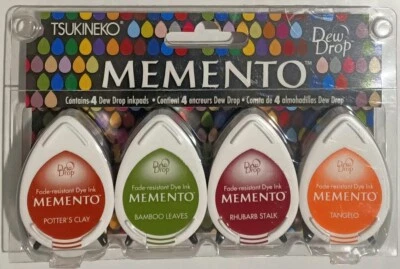 TSUKINEKO
Dew Drop
MEMENTO™
Contains 4 Dew Drop inkpads • Contient 4 encreurs Dew Drop • Consta de 4 almohadillas Dew Drop
Dew Drop
Fade-resistant Dye Ink
MEMENTO
POTTER'S CLAY
Dew Drop
Fade-resistant Dye Ink
MEMENTO
BAMBOO LEAVES
Dew Drop
Fade-resistant Dye Ink
MEMENTO
RHUBARB STALK
Dew Drop
Fade-resistant Dye Ink
MEMENTO
TANGELO